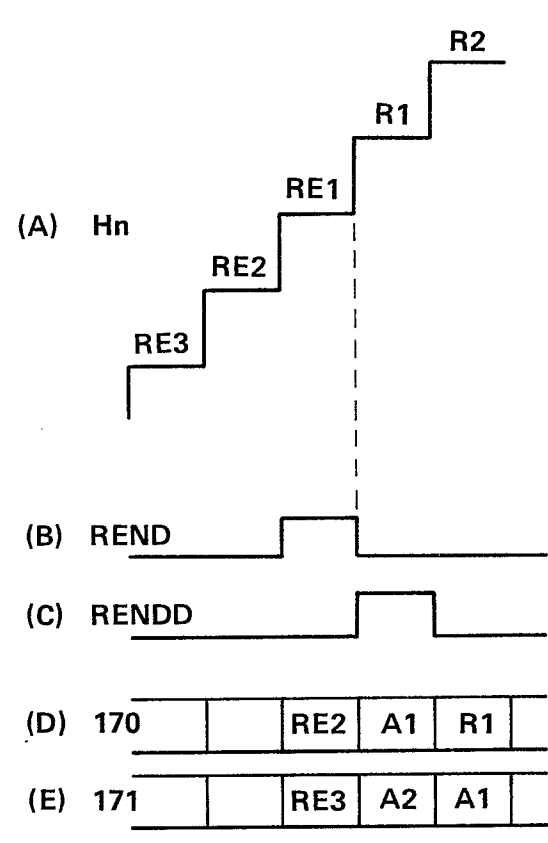 R2
R1
RE1
(A) Hn
RE2
RE3
(B) REND
(C) RENDD
(D) 170 RE2 A1 R1
(E) 171 RE3 A2 A1